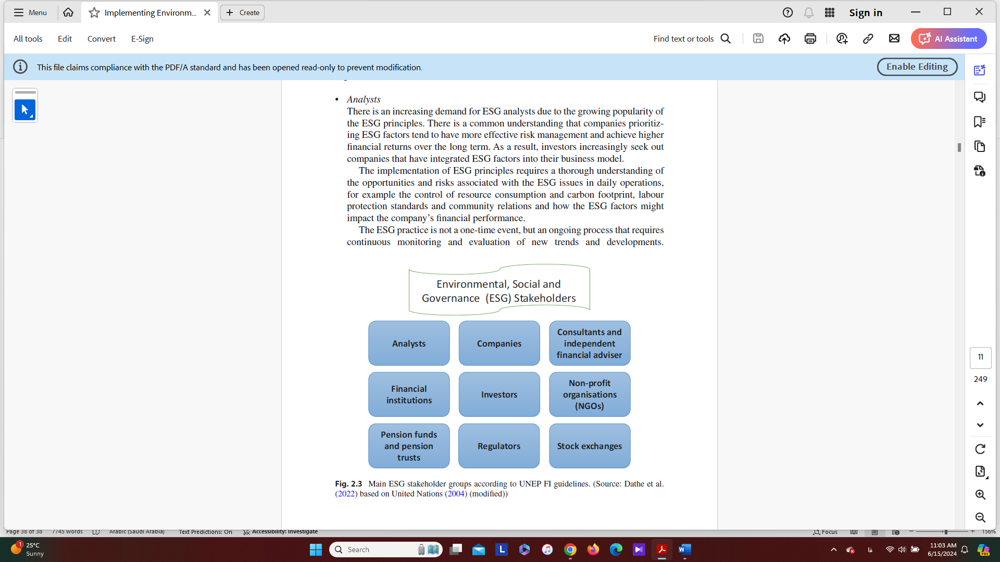 Menu
Implementing Environm...
Create
Sign in
All tools
Edit
Convert
E-Sign
Find text or tools
AI Assistant
This file claims compliance with the PDF/A standard and has been opened read-only to prevent modification.
Enable Editing
• Analysts
There is an increasing demand for ESG analysts due to the growing popularity of
the ESG principles. There is a common understanding that companies prioritiz-
ing ESG factors tend to have more effective risk management and achieve higher
financial returns over the long term. As a result, investors increasingly seek out
companies that have integrated ESG factors into their business model.
The implementation of ESG principles requires a thorough understanding of
the opportunities and risks associated with the ESG issues in daily operations,
for example the control of resource consumption and carbon footprint, labour
protection standards and community relations and how the ESG factors might
impact the company's financial performance.
The ESG practice is not a one-time event, but an ongoing process that requires
continuous monitoring and evaluation of new trends and developments.
Environmental, Social and
Governance (ESG) Stakeholders
Analysts
Companies
Consultants and
independent
financial adviser
Financial
institutions
Investors
Non-profit
organisations
(NGOs)
Pension funds
and pension
trusts
Regulators
Stock exchanges
Fig. 2.3 Main ESG stakeholder groups according to UNEP FI guidelines. (Source: Dathe et al.
(2022) based on United Nations (2004) (modified))
11
249
Page 38 of 38
7745 words
Arabic (Saudi Arabia)
Text Predictions: On
Accessibility: Investigate
Focus
156%
1
25°C
Sunny
Search
L
W
PRE
فا
11:03 AM
6/15/2024